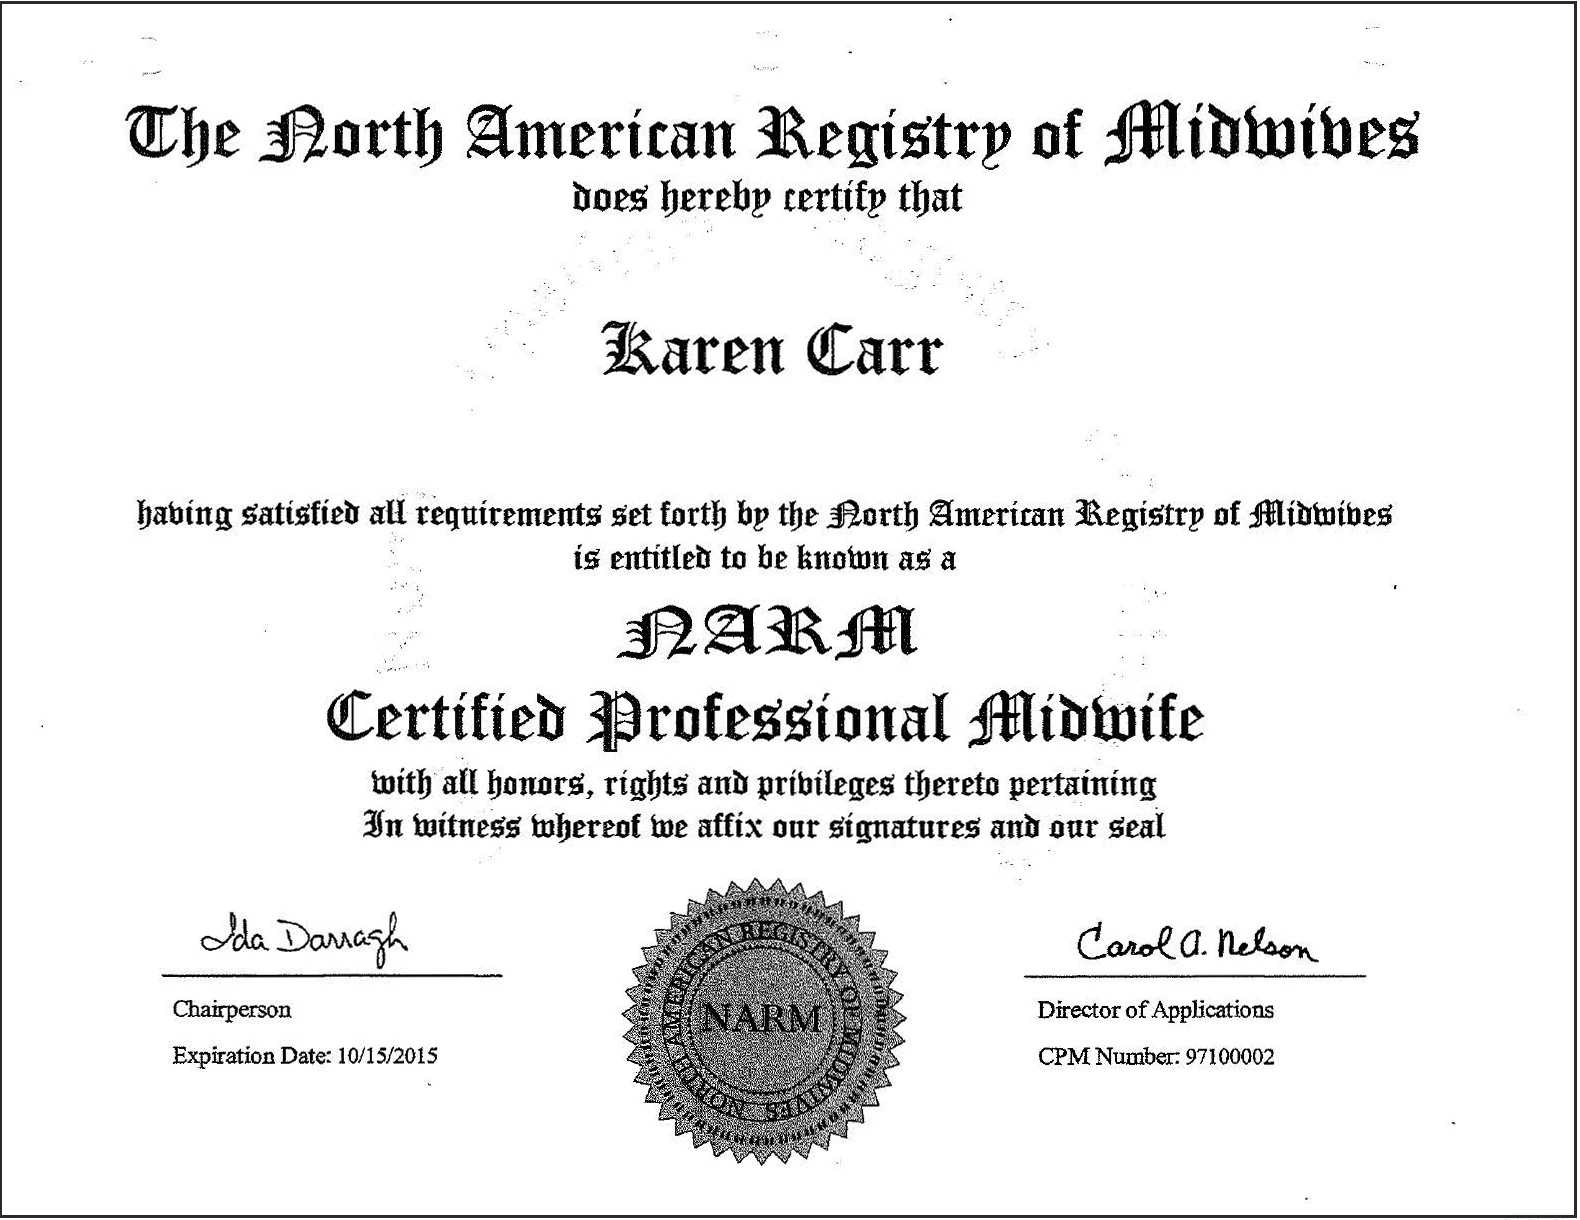 The North American Registry of Midwives
does hereby certify that
Karen Carr
having satisfied all requirements set forth by the North American Registry of Midwives
is entitled to be known as a
NARM
Certified Professional Midwife
with all honors, rights and privileges thereto pertaining
In witness whereof we affix our signatures and our seal
Ida Darragh
Carol A. Nelson
Chairperson
Director of Applications
Expiration Date: 10/15/2015
CPM Number: 97100002
NORTH AMERICAN REGISTRY OF MIDWIVES
NARM